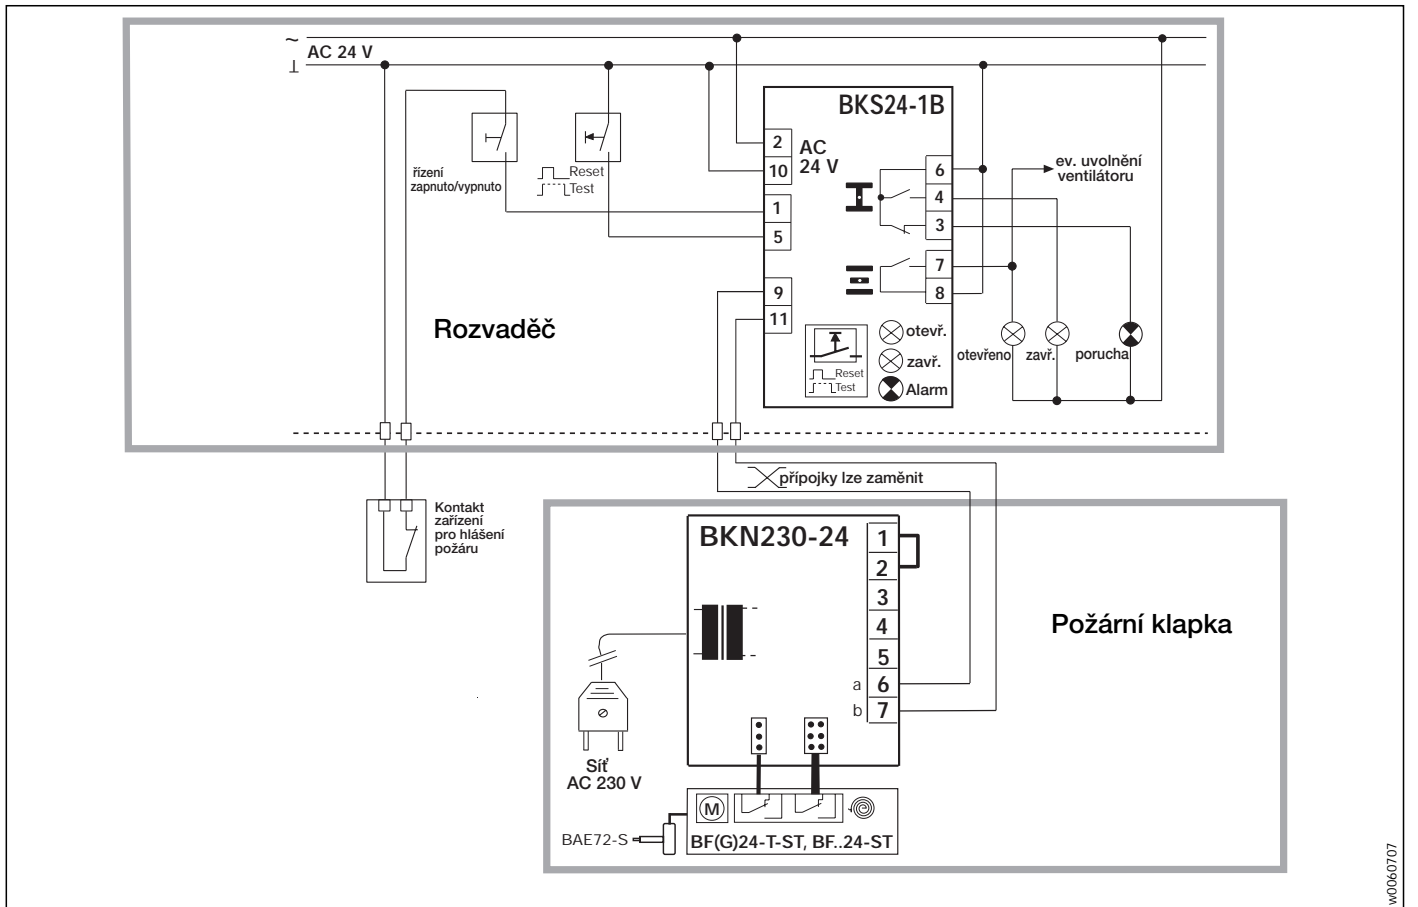 ~
AC 24 V
⊥
BKS24-1B
2
AC
24 V
10
1
5
9
11
6
4
3
7
8
řízení
zapnuto/vypnuto
Reset
Test
ev. uvolnění
ventilátoru
Rozvaděč
otevř.
zavř.
Alarm
Reset
Test
otevřeno
zavř.
porucha
přípojky lze zaměnit
Kontakt
zařízení
pro hlášení
požáru
BKN230-24
1
2
3
4
5
a
6
b
7
Požární klapka
Síť
AC 230 V
M
BAE72-S
BF(G)24-T-ST, BF..24-ST
w0060707